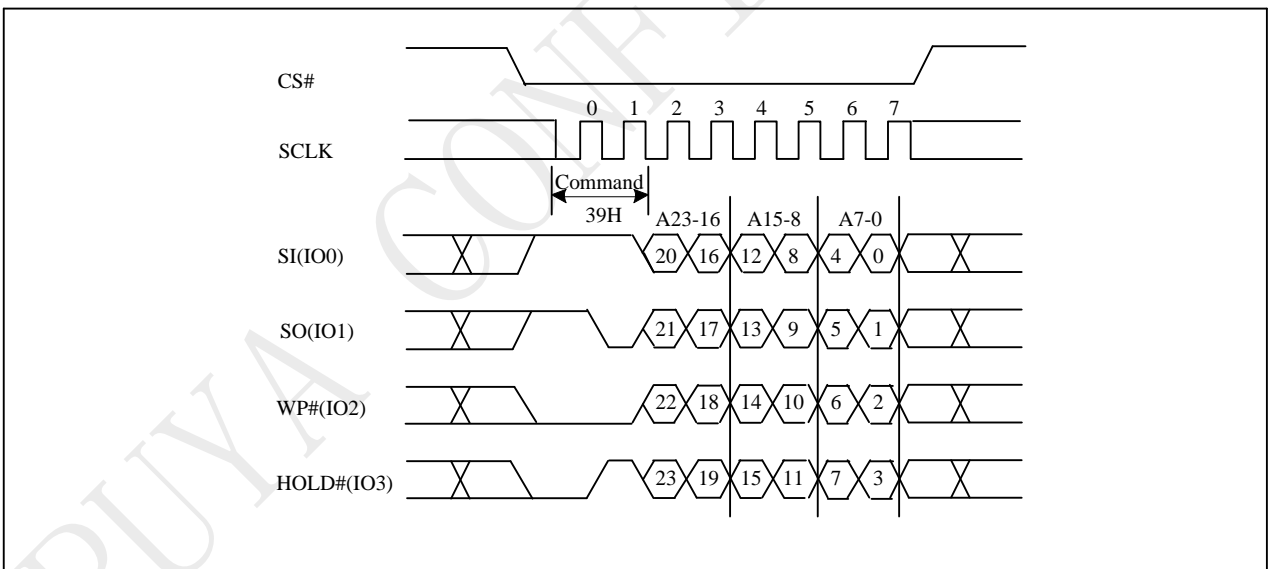 PUYA CONF
CS#
0 1 2 3 4 5 6 7
SCLK
Command
39H
A23-16 A15-8 A7-0
SI(IO0)
20 16 12 8 4 0
SO(IO1)
21 17 13 9 5 1
WP#(IO2)
22 18 14 10 6 2
HOLD#(IO3)
23 19 15 11 7 3